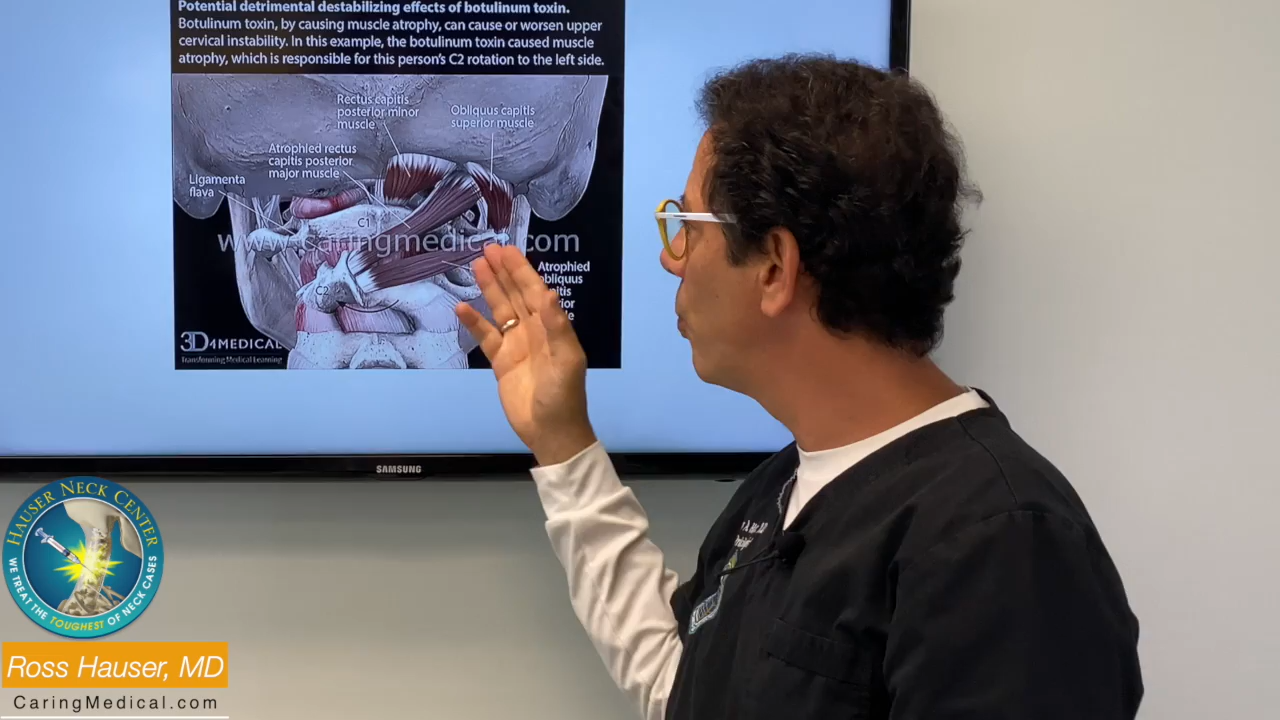 Potential detrimental destabilizing effects of botulinum toxin.
Botulinum toxin, by causing muscle atrophy, can cause or worsen upper
cervical instability. In this example, the botulinum toxin caused muscle
atrophy, which is responsible for this person's C2 rotation to the left side.
Rectus capitis
posterior minor
muscle
Obliquus capitis
superior muscle
Atrophied rectus
capitis posterior
major muscle
Ligamenta
flava
C1
www.caringmedical.com
Atrophied
obliquus
C2
3D4MEDICAL
Transforming Medical Learning
SAMSUNG
HAUSER NECK CENTER
WE TREAT THE TOUGHEST OF NECK CASES
Ross Hauser, MD
CaringMedical.com